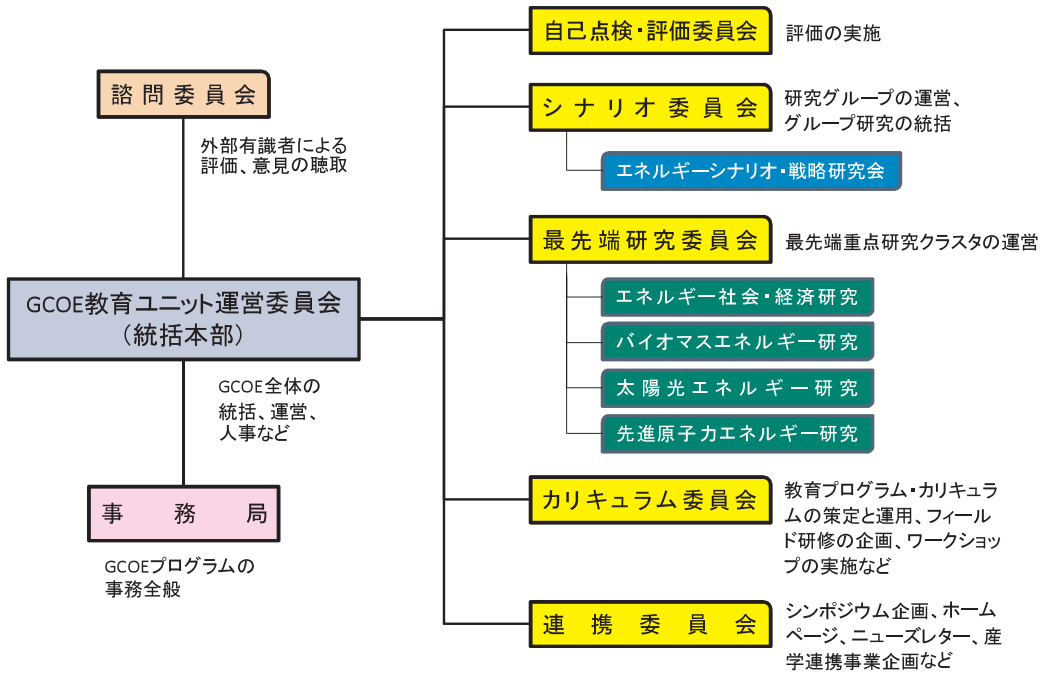 諮問委員会
外部有識者による
評価、意見の聴取
GCOE教育ユニット運営委員会
(統括本部)
GCOE全体の
統括、運営、
人事など
事務局
GCOEプログラムの
事務全般
自己点検・評価委員会
評価の実施
シナリオ委員会
研究グループの運営、
グループ研究の統括
エネルギーシナリオ・戦略研究会
最先端研究委員会
最先端重点研究クラスタの運営
エネルギー社会・経済研究
バイオマスエネルギー研究
太陽光エネルギー研究
先進原子力エネルギー研究
カリキュラム委員会
教育プログラム・カリキュラ
ムの策定と運用、フィール
ド研修の企画、ワークショッ
プの実施など
連携委員会
シンポジウム企画、ホーム
ページ、ニューズレター、産
学連携事業企画など